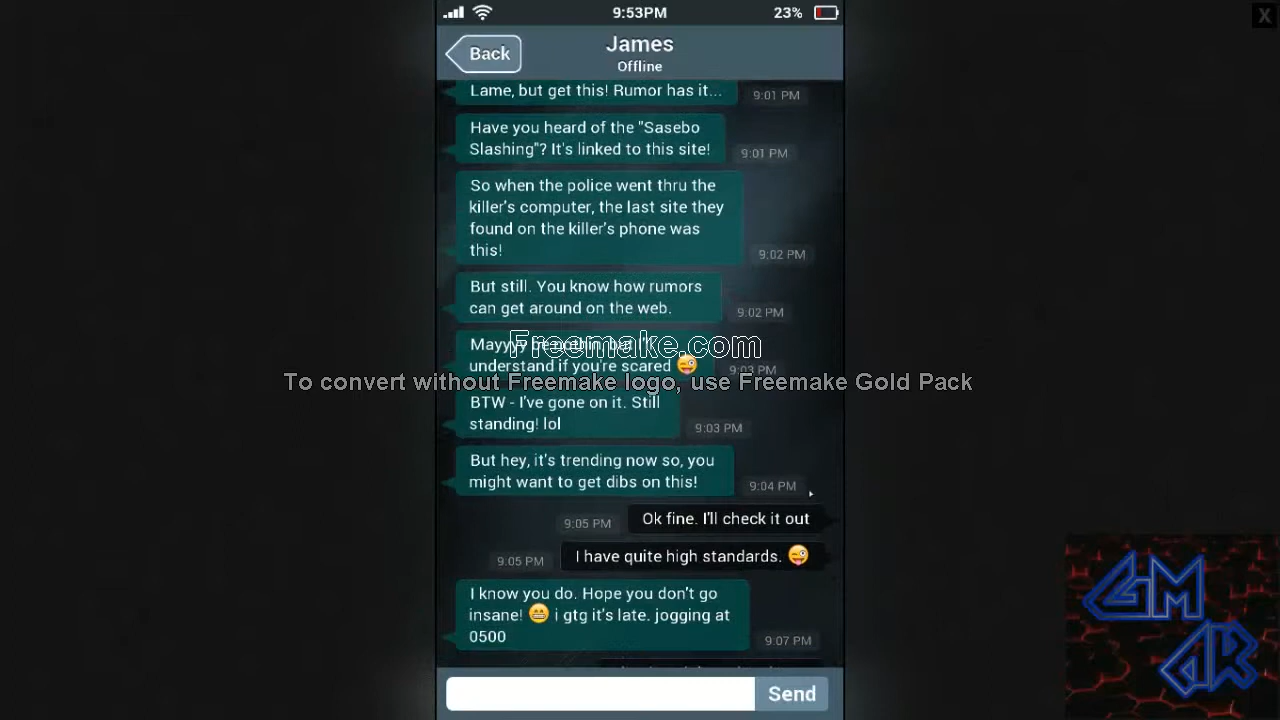 9:53PM
23%
X
Back
James
Offline
Lame, but get this! Rumor has it...
9:01 PM
Have you heard of the "Sasebo
Slashing"? It's linked to this site!
9:01 PM
So when the police went thru the
killer's computer, the last site they
found on the killer's phone was
this!
9:02 PM
But still. You know how rumors
can get around on the web.
9:02 PM
Freemake.com
Mayyyy
understand if you're scared 😜
9:03 PM
To convert without Freemake logo, use Freemake Gold Pack
BTW - I've gone on it. Still
standing! lol
9:03 PM
But hey, it's trending now so, you
might want to get dibs on this!
9:04 PM
Ok fine. I'll check it out
9:05 PM
I have quite high standards. 😜
9:05 PM
I know you do. Hope you don't go
insane! 😁 i gtg it's late. jogging at
0500
9:07 PM
Send
GM